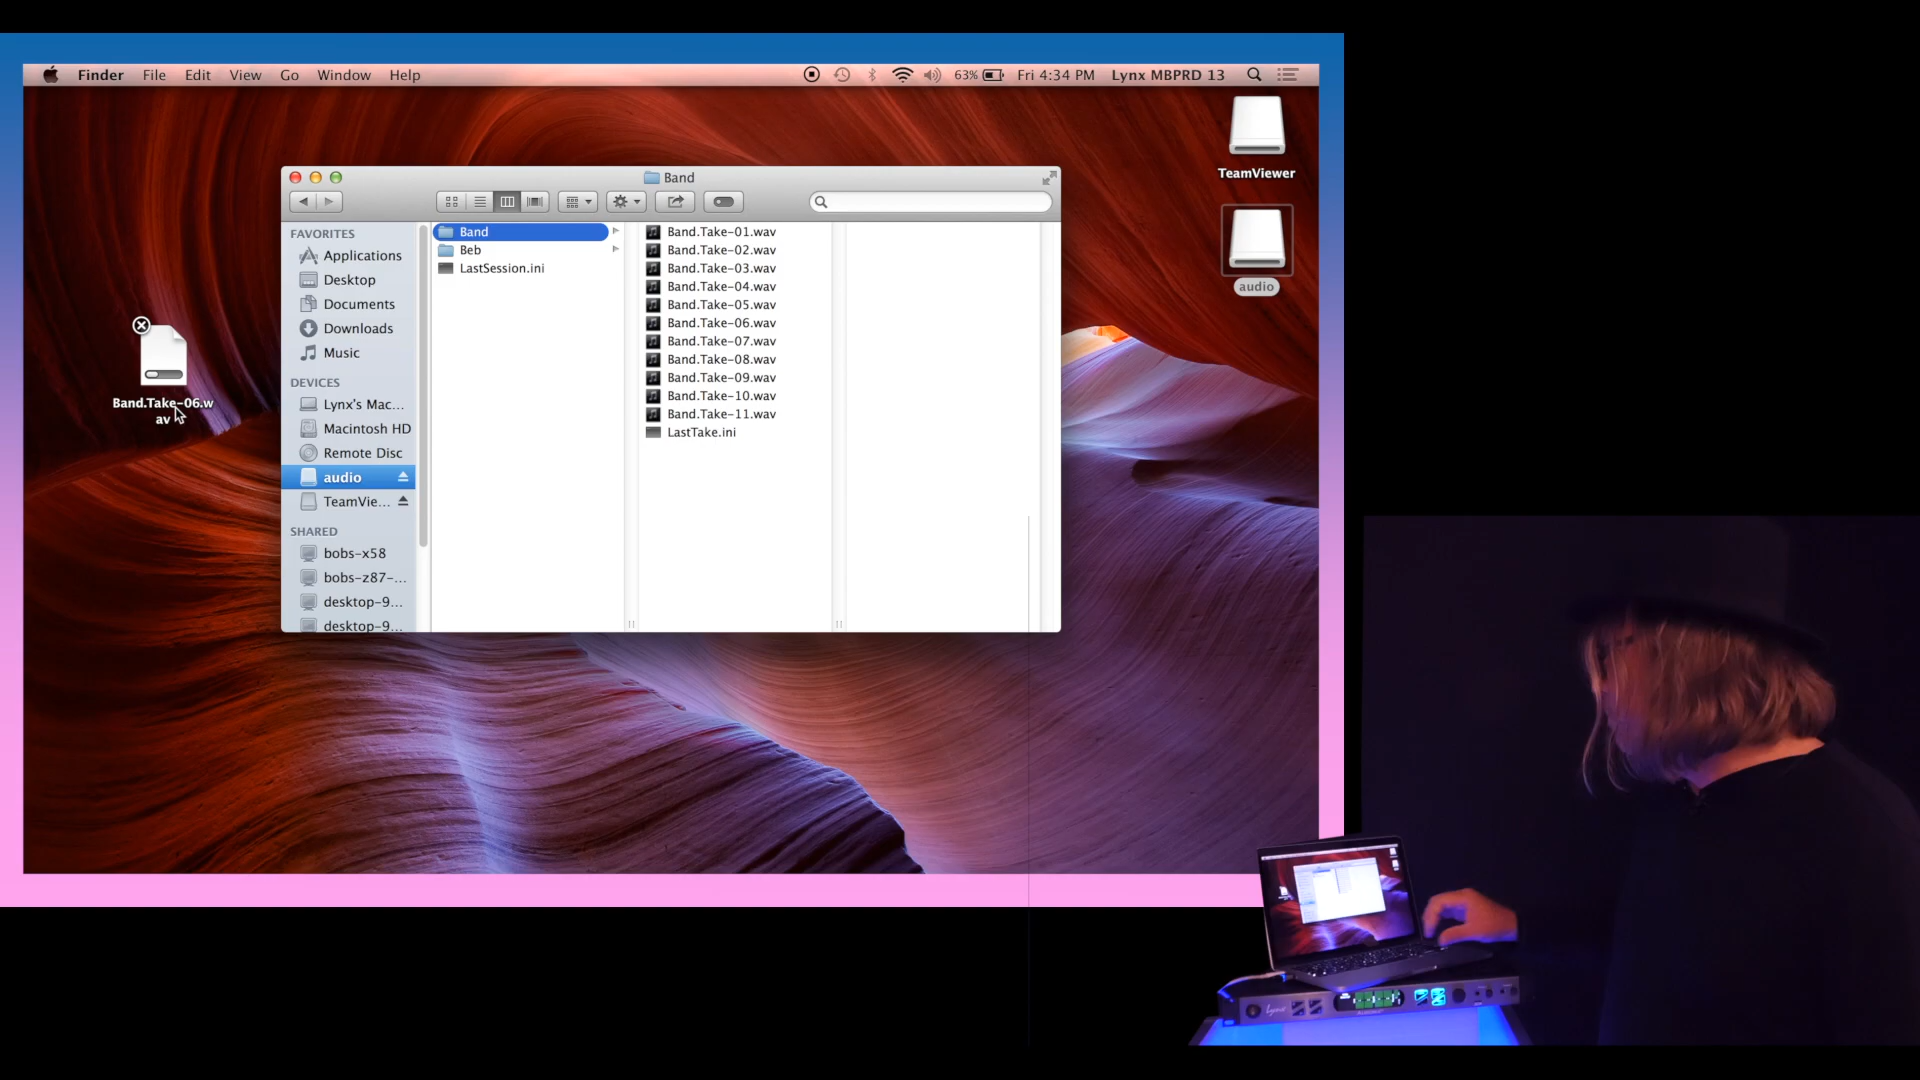 Finder File Edit View Go Window Help 63% Fri 4:34 PM Lynx MBPRD 13
TeamViewer
audio
Band.Take-06.w
av
Band
FAVORITES
Applications
Desktop
Documents
Downloads
Music
DEVICES
Lynx's Mac...
Macintosh HD
Remote Disc
audio
TeamVie...
SHARED
bobs-x58
bobs-z87-...
desktop-9...
desktop-9...
Band
Beb
LastSession.ini
Band.Take-01.wav
Band.Take-02.wav
Band.Take-03.wav
Band.Take-04.wav
Band.Take-05.wav
Band.Take-06.wav
Band.Take-07.wav
Band.Take-08.wav
Band.Take-09.wav
Band.Take-10.wav
Band.Take-11.wav
LastTake.ini
Lynx